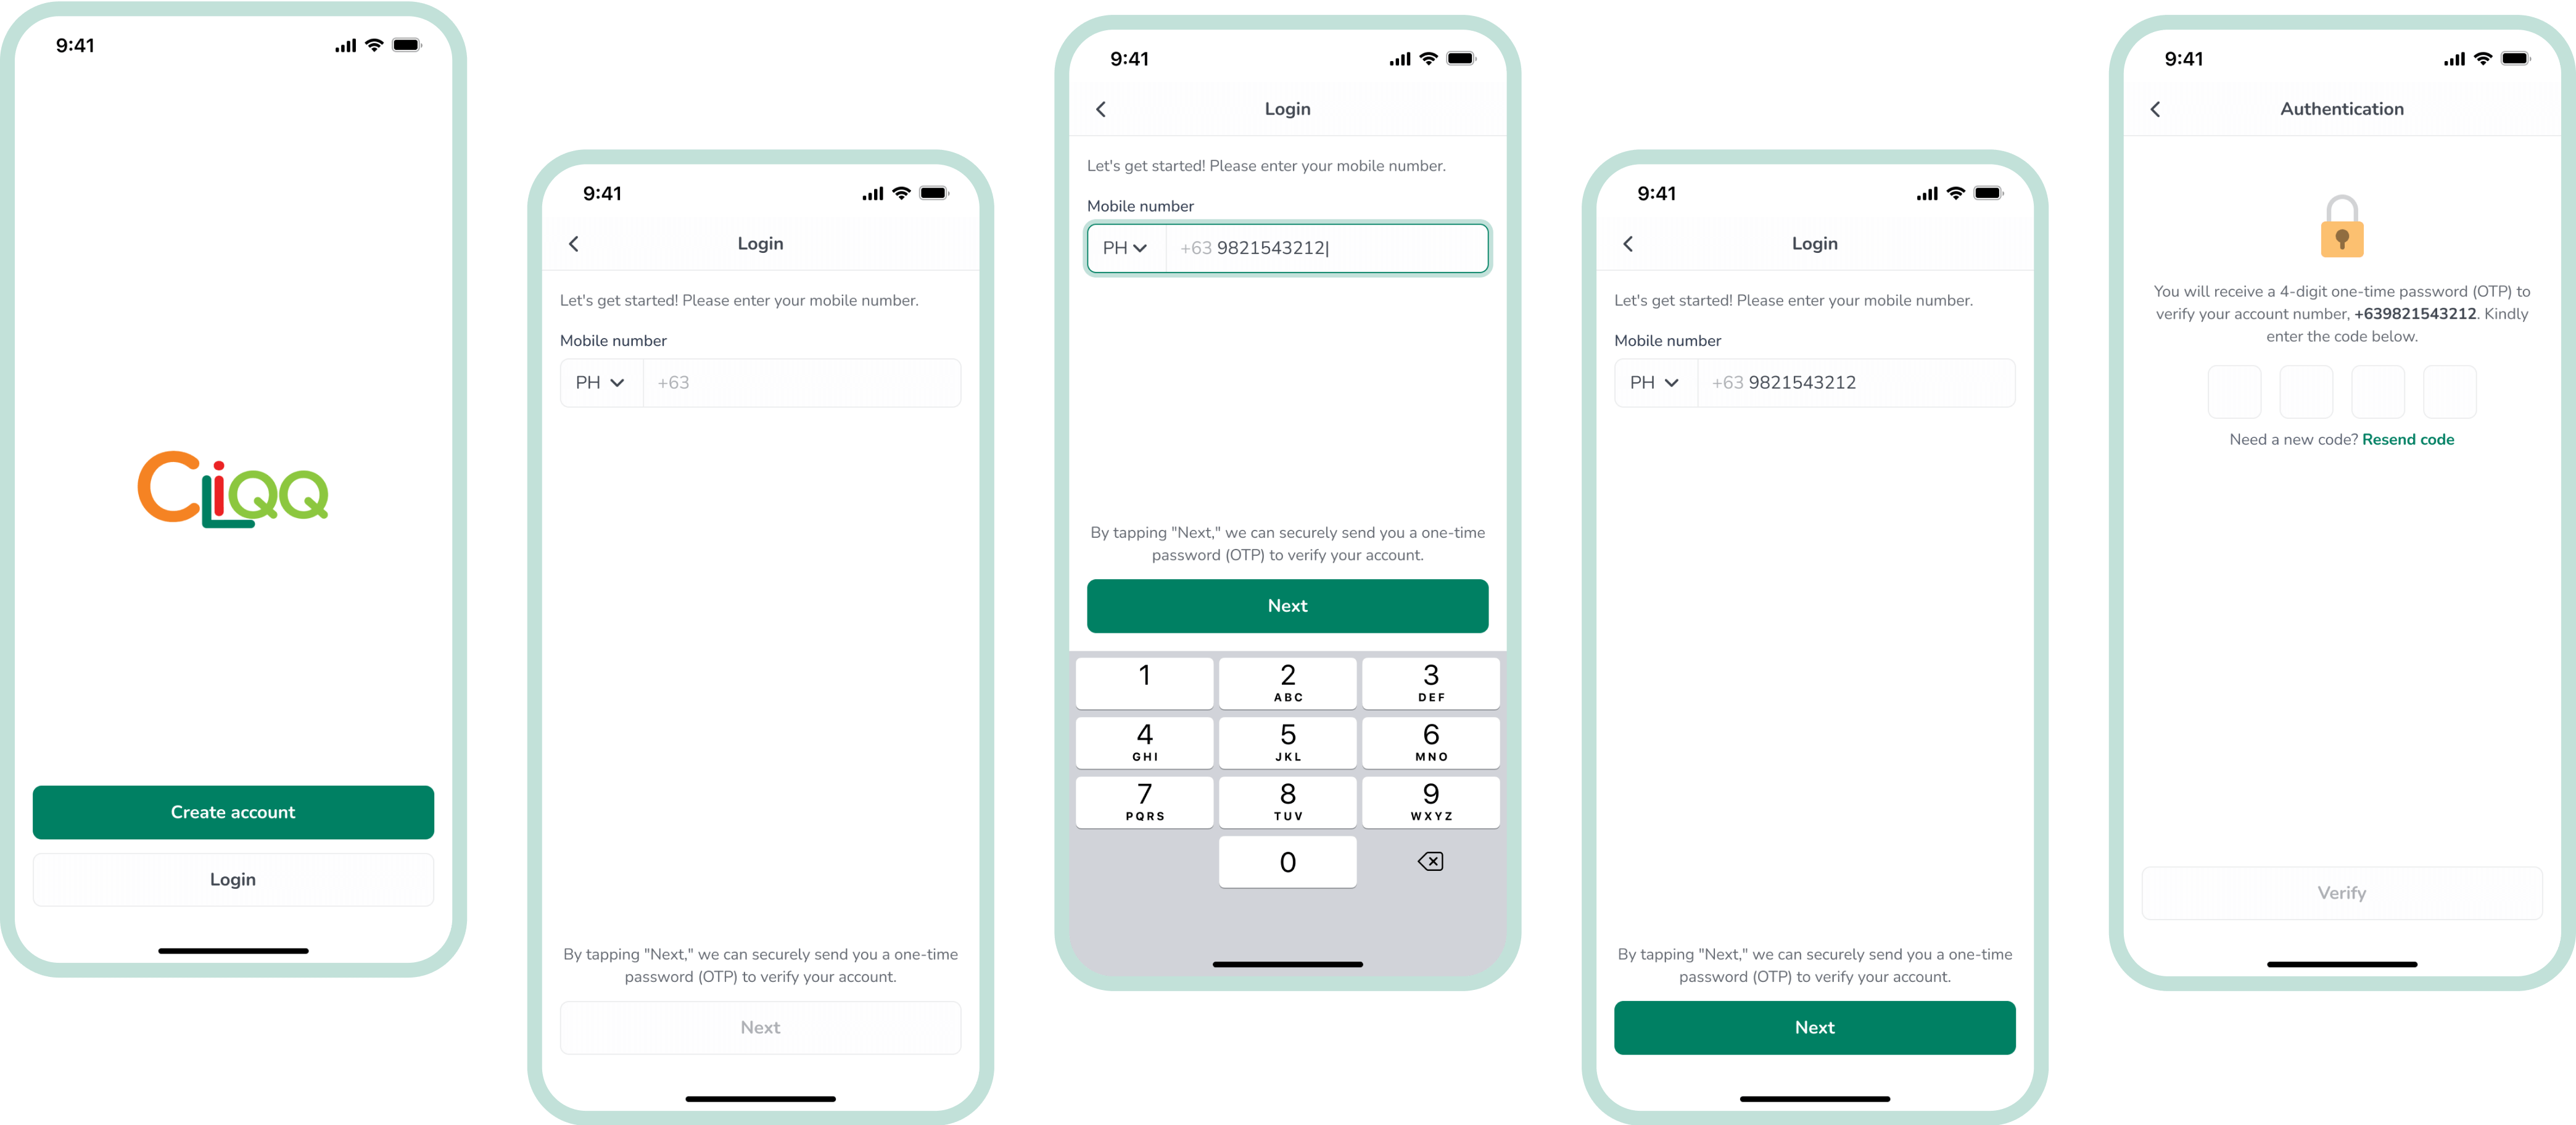 9:41
CLiQQ
Create account
Login
9:41
Login
Let's get started! Please enter your mobile number.
Mobile number
PH +63
By tapping "Next," we can securely send you a one-time
password (OTP) to verify your account.
Next
9:41
Login
Let's get started! Please enter your mobile number.
Mobile number
PH +63 9821543212
By tapping "Next," we can securely send you a one-time
password (OTP) to verify your account.
Next
1 2 3
ABC DEF
4 5 6
GHI JKL MNO
7 8 9
PQRS TUV WXYZ
0
9:41
Login
Let's get started! Please enter your mobile number.
Mobile number
PH +63 9821543212
By tapping "Next," we can securely send you a one-time
password (OTP) to verify your account.
Next
9:41
Authentication
You will receive a 4-digit one-time password (OTP) to
verify your account number, +639821543212. Kindly
enter the code below.
Need a new code? Resend code
Verify